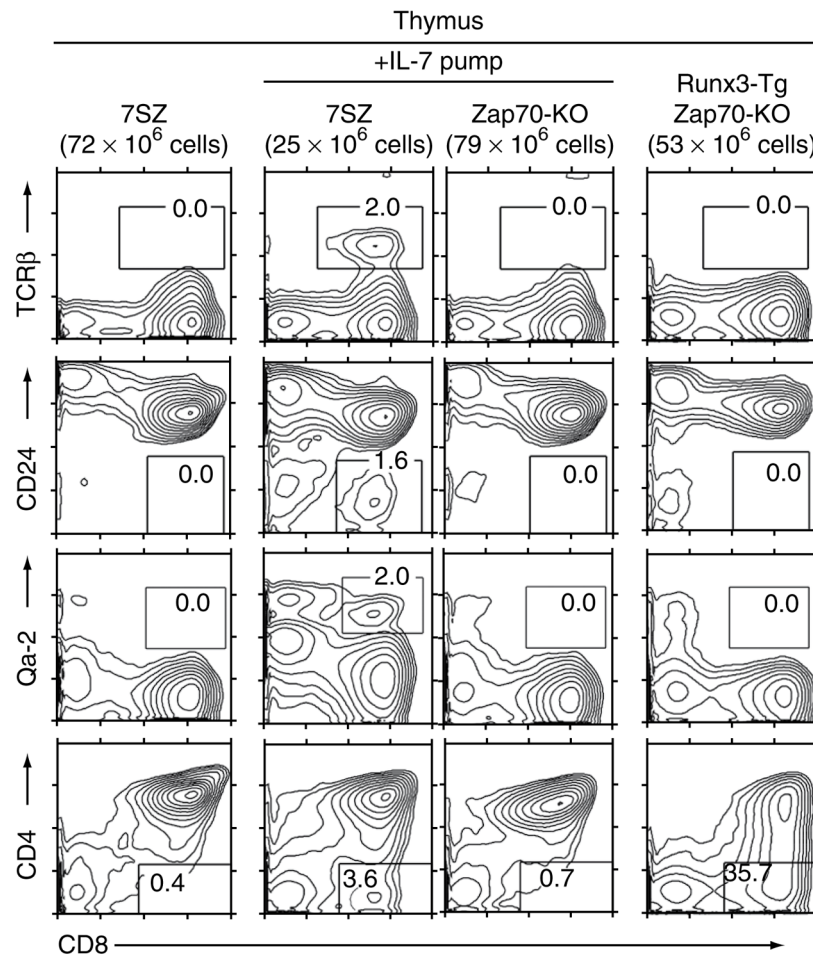 Thymus
+IL-7 pump
7SZ
(72 × 10⁶ cells)
7SZ
(25 × 10⁶ cells)
Zap70-KO
(79 × 10⁶ cells)
Runx3-Tg
Zap70-KO
(53 × 10⁶ cells)
TCRβ
0.0
2.0
0.0
0.0
CD24
0.0
1.6
0.0
0.0
Qa-2
0.0
2.0
0.0
0.0
CD4
0.4
3.6
0.7
35.7
CD8